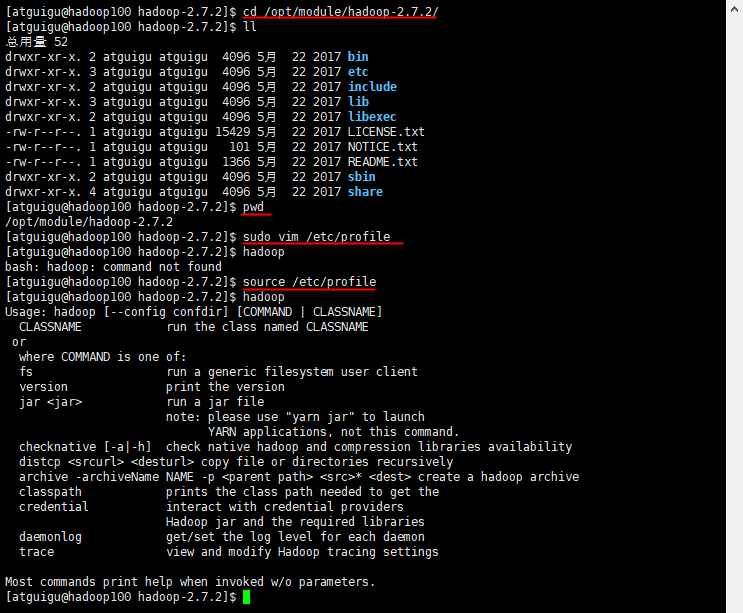 [atguigu@hadoop100 hadoop-2.7.2]$ cd /opt/module/hadoop-2.7.2/
[atguigu@hadoop100 hadoop-2.7.2]$ ll
总用量 52
drwxr-xr-x. 2 atguigu atguigu  4096 5月  22 2017 bin
drwxr-xr-x. 3 atguigu atguigu  4096 5月  22 2017 etc
drwxr-xr-x. 2 atguigu atguigu  4096 5月  22 2017 include
drwxr-xr-x. 3 atguigu atguigu  4096 5月  22 2017 lib
drwxr-xr-x. 2 atguigu atguigu  4096 5月  22 2017 libexec
-rw-r--r--. 1 atguigu atguigu 15429 5月  22 2017 LICENSE.txt
-rw-r--r--. 1 atguigu atguigu   101 5月  22 2017 NOTICE.txt
-rw-r--r--. 1 atguigu atguigu  1366 5月  22 2017 README.txt
drwxr-xr-x. 2 atguigu atguigu  4096 5月  22 2017 sbin
drwxr-xr-x. 4 atguigu atguigu  4096 5月  22 2017 share
[atguigu@hadoop100 hadoop-2.7.2]$ pwd
/opt/module/hadoop-2.7.2
[atguigu@hadoop100 hadoop-2.7.2]$ sudo vim /etc/profile
[atguigu@hadoop100 hadoop-2.7.2]$ hadoop
bash: hadoop: command not found
[atguigu@hadoop100 hadoop-2.7.2]$ source /etc/profile
[atguigu@hadoop100 hadoop-2.7.2]$ hadoop
Usage: hadoop [--config confdir] [COMMAND | CLASSNAME]
  CLASSNAME            run the class named CLASSNAME
 or
  where COMMAND is one of:
  fs                   run a generic filesystem user client
  version              print the version
  jar <jar>            run a jar file
                       note: please use "yarn jar" to launch
                             YARN applications, not this command.
  checknative [-a|-h]  check native hadoop and compression libraries availability
  distcp <srcurl> <desturl> copy file or directories recursively
  archive -archiveName NAME -p <parent path> <src>* <dest> create a hadoop archive
  classpath            prints the class path needed to get the
  credential           interact with credential providers
                       Hadoop jar and the required libraries
  daemonlog            get/set the log level for each daemon
  trace                view and modify Hadoop tracing settings

Most commands print help when invoked w/o parameters.
[atguigu@hadoop100 hadoop-2.7.2]$